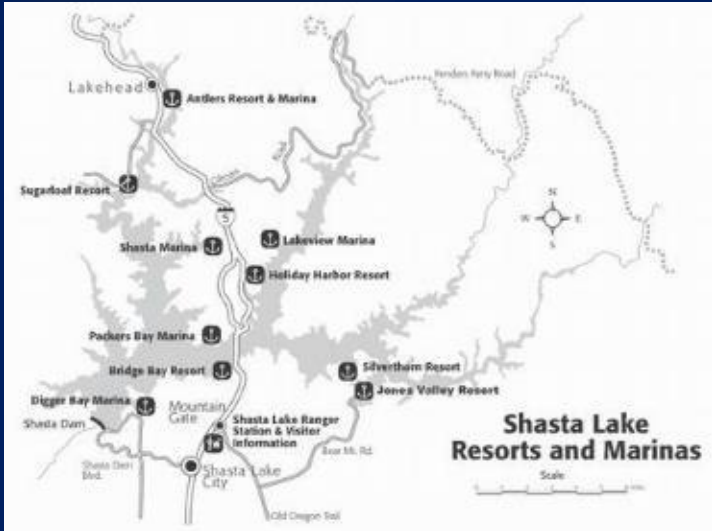 Fenders Ferry Road
Lakehead
Antlers Resort & Marina
Road
Sugarloaf Resort
N
W E
S
5
Shasta Marina
Lakeview Marina
Holiday Harbor Resort
Packers Bay Marina
Bridge Bay Resort
Silverthorn Resort
Jones Valley Resort
Digger Bay Marina
Mountain
Gate
Shasta Dam
Shasta Lake Ranger
Station & Visitor
Information
Shasta Dam
Blvd.
Shasta Lake
City
Bear Mt. Rd.
Old Oregon Trail
Shasta Lake
Resorts and Marinas
Scale